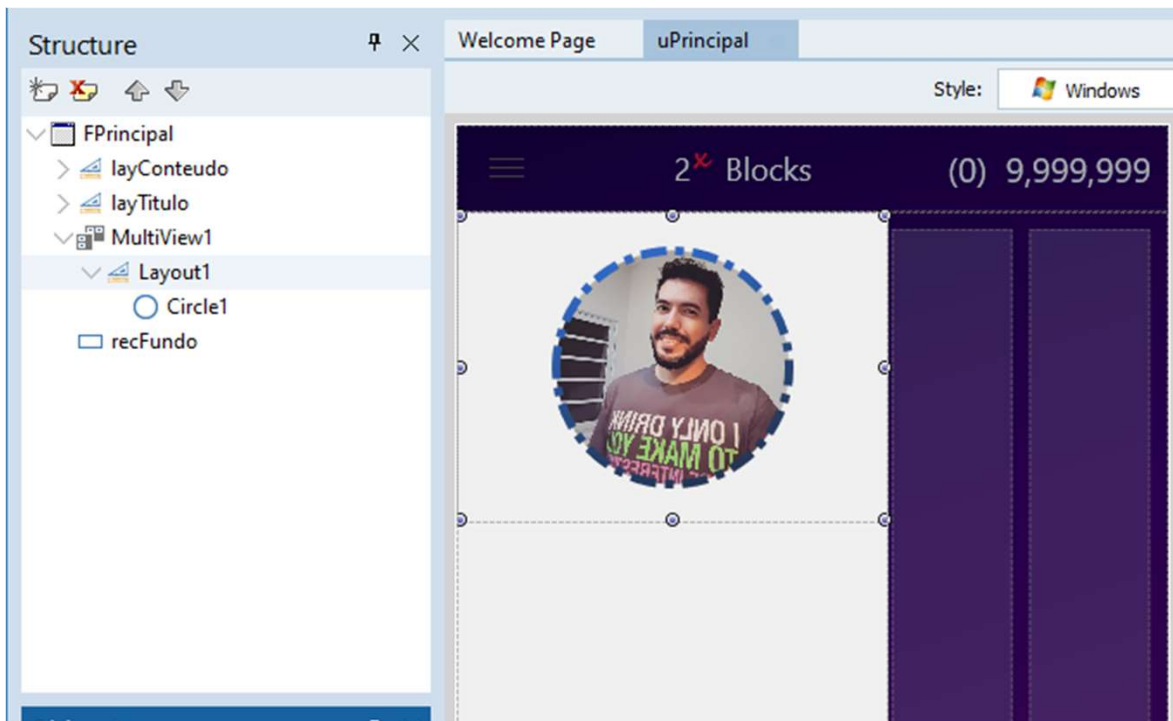 Structure
FPrincipal
layConteudo
layTitulo
MultiView1
Layout1
Circle1
recFundo
Welcome Page
uPrincipal
Style:
Windows
2x Blocks
(0) 9,999,999
I ONLY DRINK
TO MAKE YOU